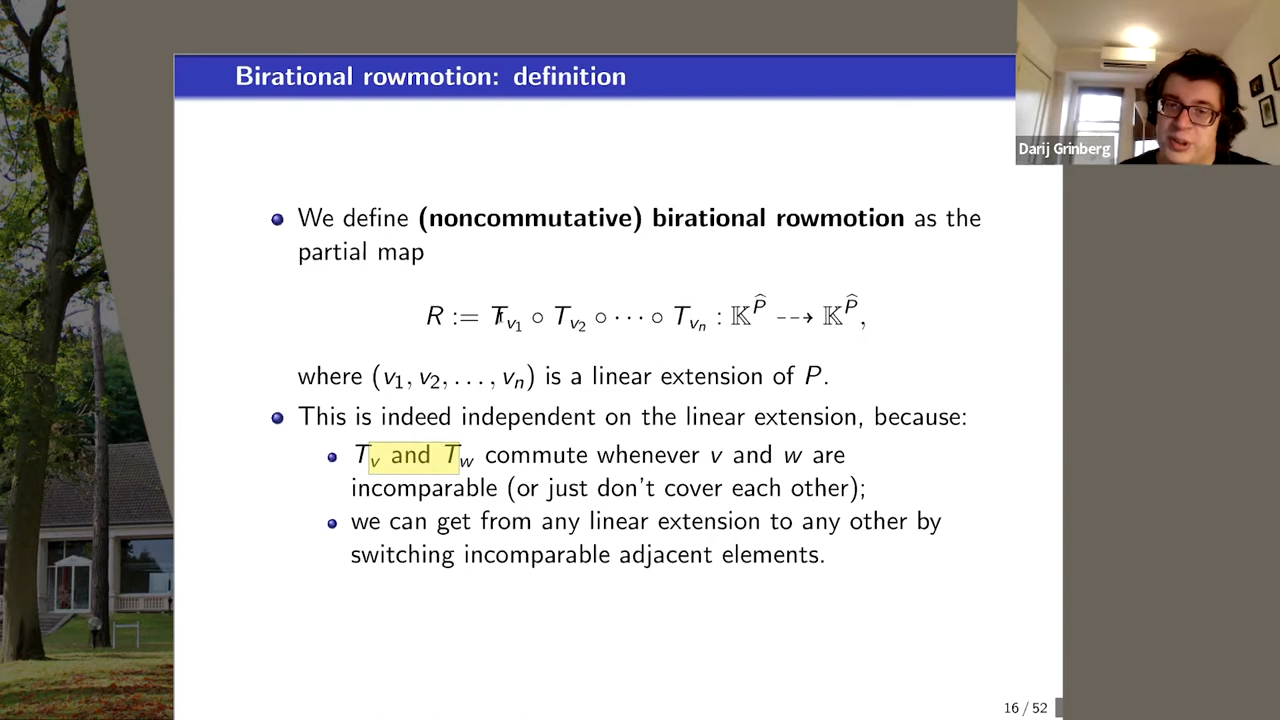 Birational rowmotion: definition
Darij Grinberg
We define (noncommutative) birational rowmotion as the
partial map
R := T_{v_1} ∘ T_{v_2} ∘ ⋯ ∘ T_{v_n} : 𝕂^{P̂} ⇢ 𝕂^{P̂},
where (v_1, v_2, …, v_n) is a linear extension of P.
This is indeed independent on the linear extension, because:
T_v and T_w commute whenever v and w are
incomparable (or just don't cover each other);
we can get from any linear extension to any other by
switching incomparable adjacent elements.
16 / 52